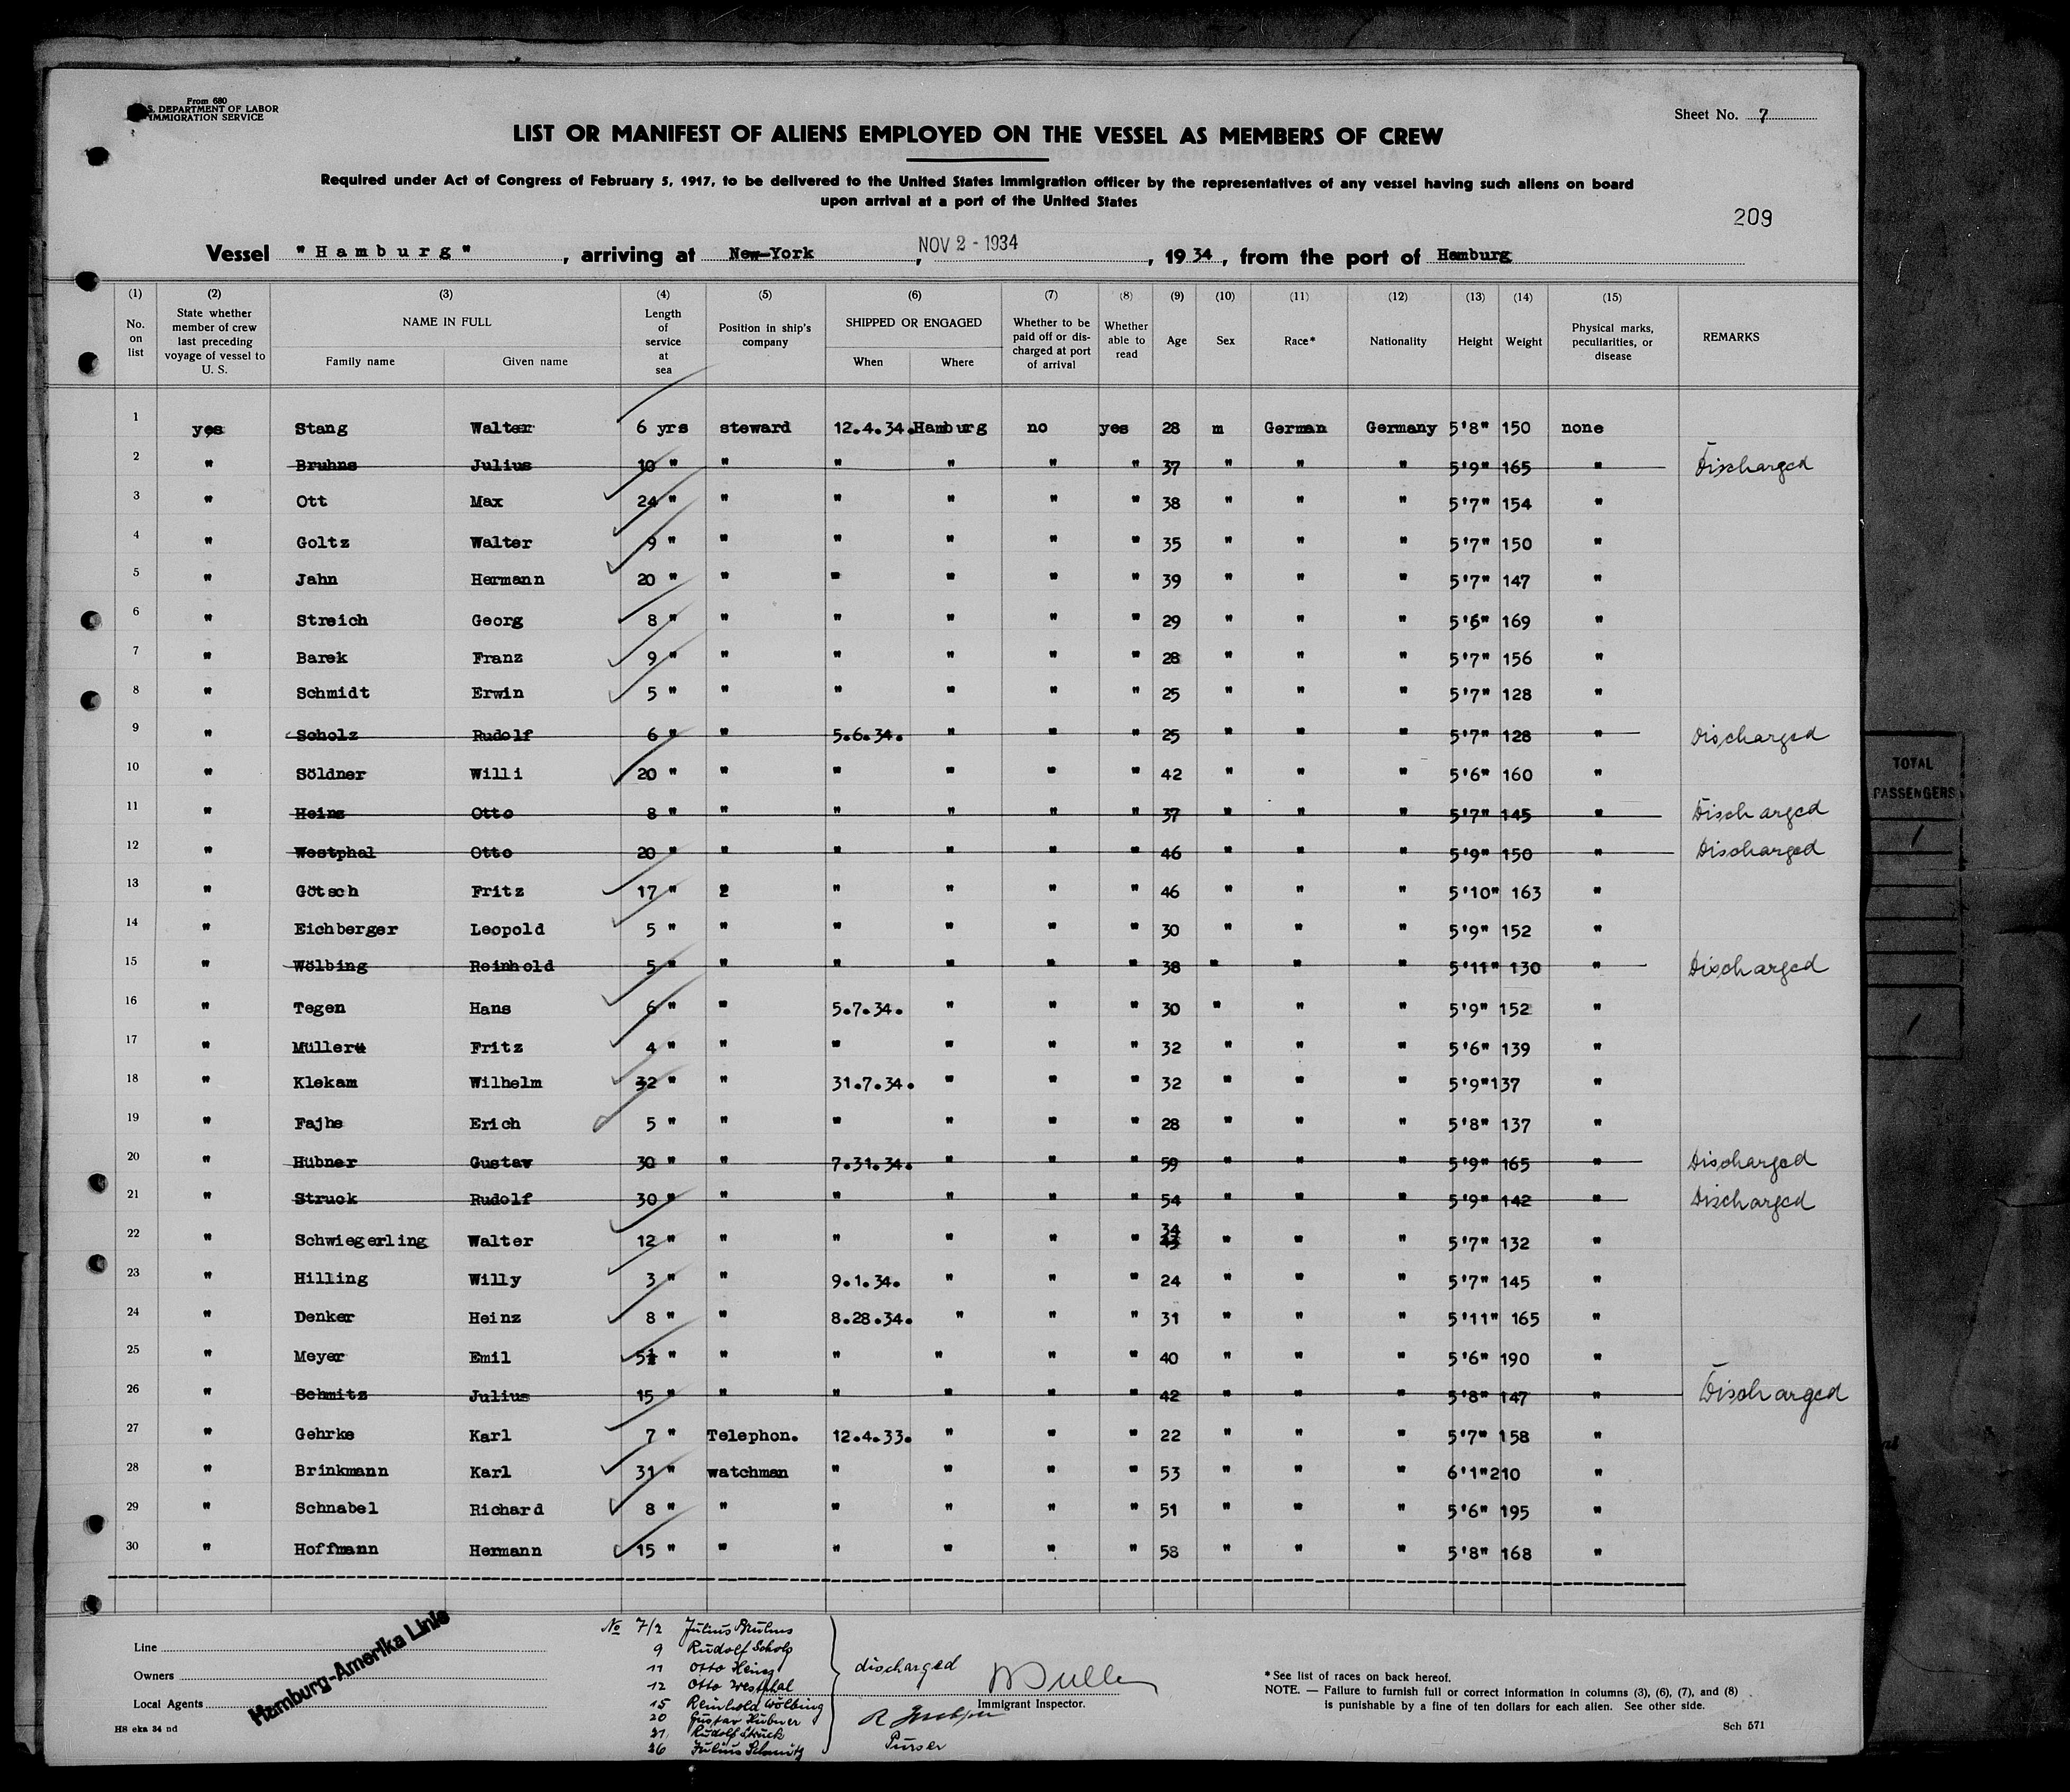 From 680
S. DEPARTMENT OF LABOR
IMMIGRATION SERVICE
Sheet No. 7
LIST OR MANIFEST OF ALIENS EMPLOYED ON THE VESSEL AS MEMBERS OF CREW
Required under Act of Congress of February 5, 1917, to be delivered to the United States immigration officer by the representatives of any vessel having such aliens on board
upon arrival at a port of the United States
209
Vessel "Hamburg", arriving at New-York, NOV 2 - 1934, 1934, from the port of Hamburg
(1) No. on list (2) State whether member of crew last preceding voyage of vessel to U. S. (3) NAME IN FULL Family name Given name (4) Length of service at sea (5) Position in ship's company (6) SHIPPED OR ENGAGED When Where (7) Whether to be paid off or discharged at port of arrival (8) Whether able to read (9) Age (10) Sex (11) Race* (12) Nationality (13) Height (14) Weight (15) Physical marks, peculiarities, or disease REMARKS
1 yes Stang Walter 6 yrs steward 12.4.34. Hamburg no yes 28 m German Germany 5'8" 150 none
2 " Bruhns Julius 10 " " " " " " 37 " " " 5'9" 165 " Discharged
3 " Ott Max 24 " " " " " " 38 " " " 5'7" 154 "
4 " Goltz Walter 9 " " " " " " 35 " " " 5'7" 150 "
5 " Jahn Hermann 20 " " " " " " 39 " " " 5'7" 147 "
6 " Streich Georg 8 " " " " " " 29 " " " 5'6" 169 "
7 " Barek Franz 9 " " " " " " 28 " " " 5'7" 156 "
8 " Schmidt Erwin 5 " " " " " " 25 " " " 5'7" 128 "
9 " Scholz Rudolf 6 " " 5.6.34. " " " 25 " " " 5'7" 128 " Discharged
10 " Söldner Willi 20 " " " " " " 42 " " " 5'6" 160 "
11 " Heins Otto 8 " " " " " " 37 " " " 5'7" 145 " Discharged
12 " Westphal Otto 20 " " " " " " 46 " " " 5'9" 150 " Discharged
13 " Götsch Fritz 17 " 2 " " " " 46 " " " 5'10" 163 "
14 " Eichberger Leopold 5 " " " " " " 30 " " " 5'9" 152 "
15 " Wölbing Reinhold 5 " " " " " " 38 " " " 5'11" 130 " Discharged
16 " Tegen Hans 6 " " 5.7.34. " " " 30 " " " 5'9" 152 "
17 " Müller Fritz 4 " " " " " " 32 " " " 5'6" 139 "
18 " Klekam Wilhelm 32 " " 31.7.34. " " " 32 " " " 5'9" 137 "
19 " Fajhe Erich 5 " " " " " " 28 " " " 5'8" 137 "
20 " Hübner Gustav 30 " " 7.31.34. " " " 59 " " " 5'9" 165 " Discharged
21 " Struck Rudolf 30 " " " " " " 54 " " " 5'9" 142 " Discharged
22 " Schwiegerling Walter 12 " " " " " " 34 " " " 5'7" 132 "
23 " Hilling Willy 3 " " 9.1.34. " " " 24 " " " 5'7" 145 "
24 " Denker Heinz 8 " " 8.28.34. " " " 31 " " " 5'11" 165 "
25 " Meyer Emil 5½ " " " " " " 40 " " " 5'6" 190 "
26 " Schmitz Julius 15 " " " " " " 42 " " " 5'8" 147 " Discharged
27 " Gehrke Karl 7 " Telephon. 12.4.33. " " " 22 " " " 5'7" 158 "
28 " Brinkmann Karl 31 " watchman " " " " 53 " " " 6'1" 210 "
29 " Schnabel Richard 8 " " " " " " 51 " " " 5'6" 195 "
30 " Hoffmann Hermann 15 " " " " " " 58 " " " 5'8" 168 "
Line
Owners
Local Agents
Hamburg-Amerika Linie
H8 eka 34 nd
No 7/2 Julius Bruhns
9 Rudolf Scholz
11 Otto Heins
12 Otto Westphal
15 Reinhold Wölbing
20 Gustav Hübner
21 Rudolf Struck
26 Julius Schmitz
discharged
Immigrant Inspector.
Purser
* See list of races on back hereof.
NOTE. — Failure to furnish full or correct information in columns (3), (6), (7), and (8)
is punishable by a fine of ten dollars for each alien. See other side.
Sch 571
TOTAL
PASSENGERS
1
1